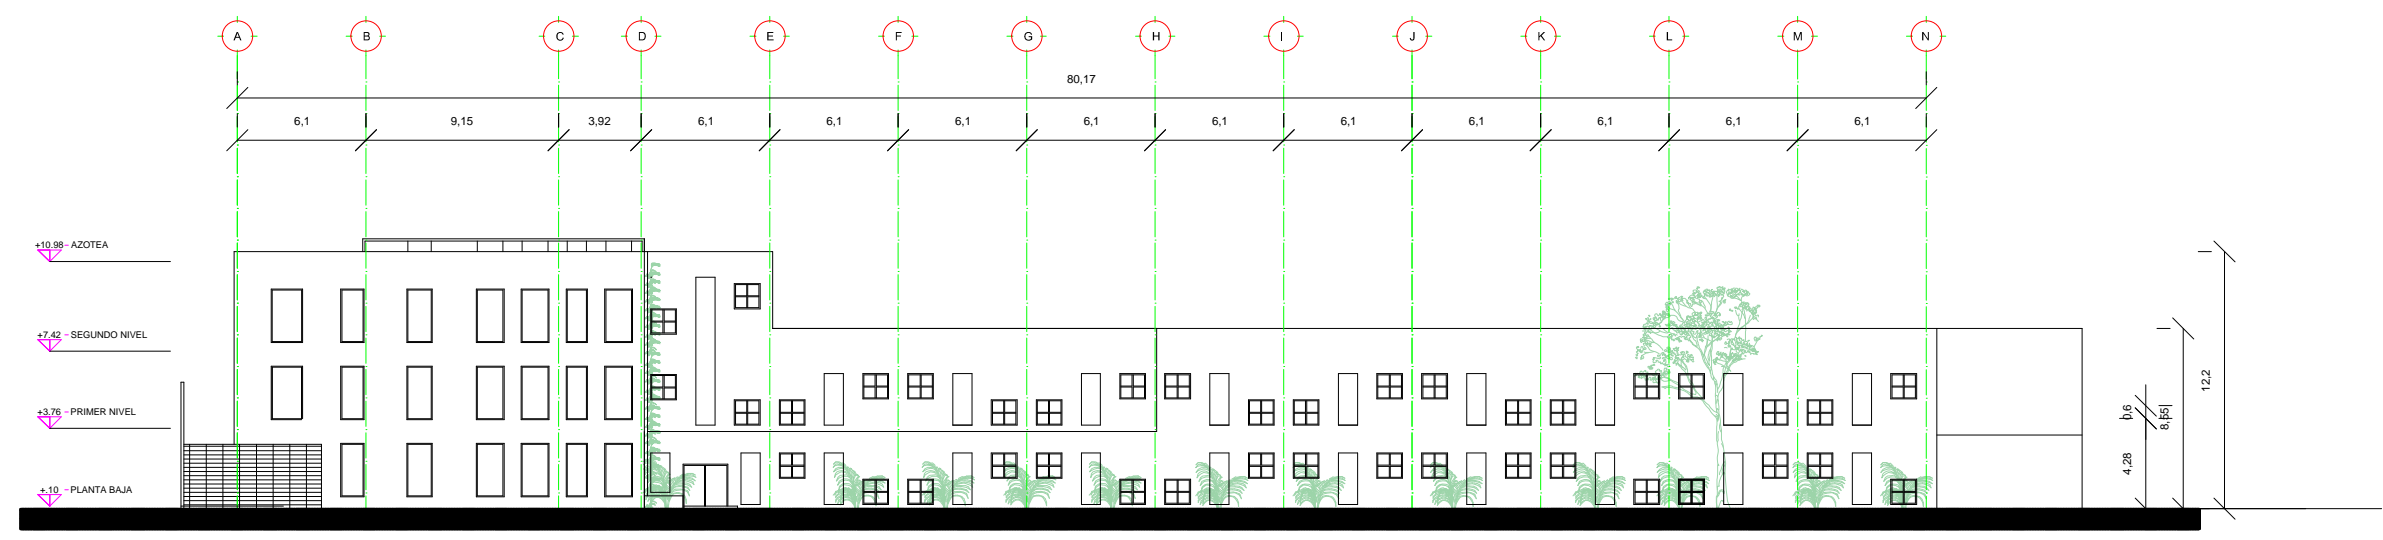 A B C D E F G H I J K L M N
80,17
6,1 9,15 3,92 6,1 6,1 6,1 6,1 6,1 6,1 6,1 6,1 6,1 6,1
+10.98 AZOTEA
+7.42 SEGUNDO NIVEL
+3.76 PRIMER NIVEL
+.10 PLANTA BAJA
4,28
0,6
8,55
12,2